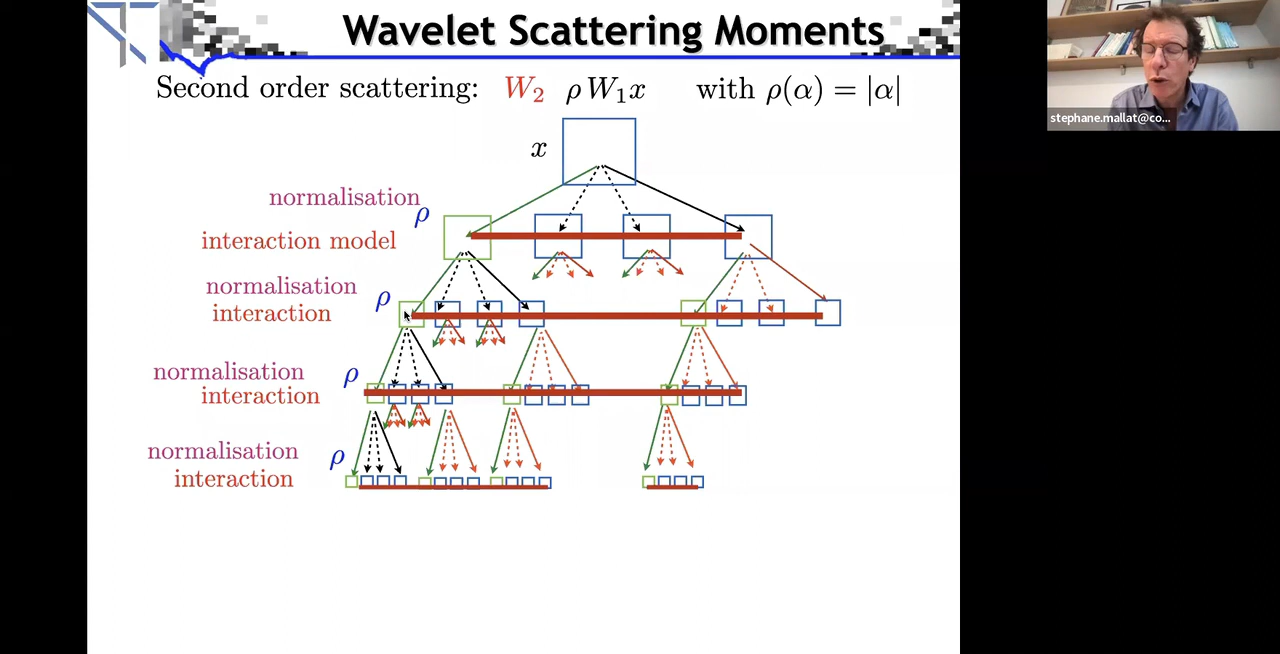 Wavelet Scattering Moments
Second order scattering: W₂ ρ W₁x with ρ(α) = |α|
stephane.mallat@co...
x
normalisation
ρ
interaction model
normalisation
ρ
interaction
normalisation
ρ
interaction
normalisation
ρ
interaction